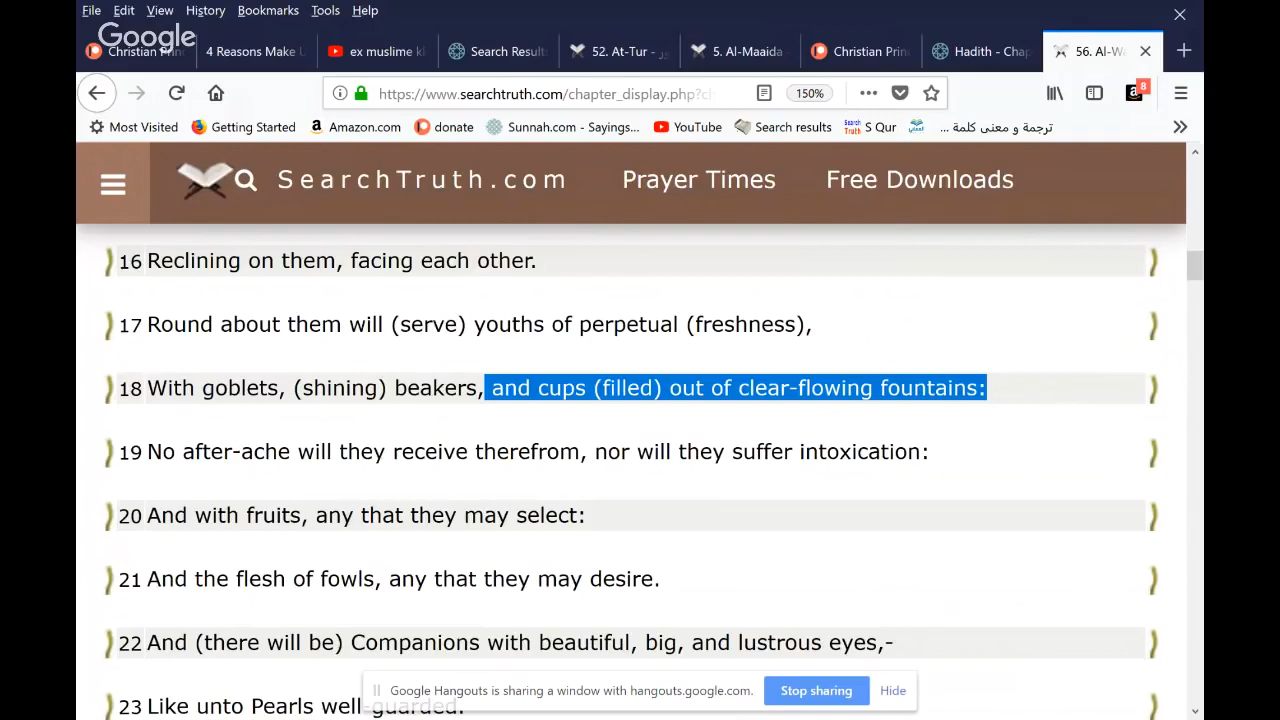 File Edit View History Bookmarks Tools Help
Google
Christian Prin
4 Reasons Make
ex muslime
Search Result
52. At-Tur -
5. Al-Maaida
Christian Prin
Hadith - Chap
56. Al-W
https://www.searchtruth.com/chapter_display.php?
150%
8
Most Visited Getting Started Amazon.com donate Sunnah.com - Sayings... YouTube Search results Search Truth S Qur ترجمة و معنى كلمة ...
SearchTruth.com Prayer Times Free Downloads
16 Reclining on them, facing each other.
17 Round about them will (serve) youths of perpetual (freshness),
18 With goblets, (shining) beakers, and cups (filled) out of clear-flowing fountains:
19 No after-ache will they receive therefrom, nor will they suffer intoxication:
20 And with fruits, any that they may select:
21 And the flesh of fowls, any that they may desire.
22 And (there will be) Companions with beautiful, big, and lustrous eyes,-
Google Hangouts is sharing a window with hangouts.google.com. Stop sharing Hide
23 Like unto Pearls well-guarded.